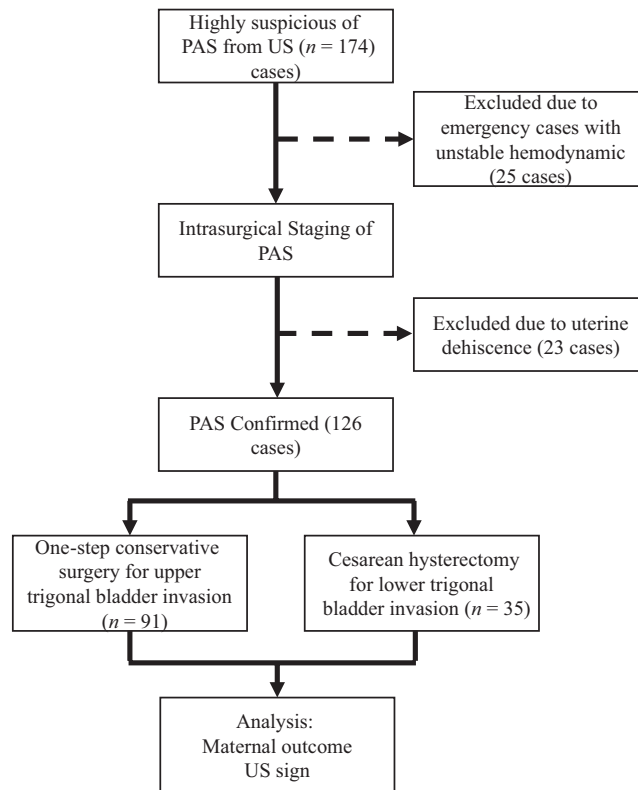 Highly suspicious of
PAS from US (n = 174)
cases)
Excluded due to
emergency cases with
unstable hemodynamic
(25 cases)
Intrasurgical Staging of
PAS
Excluded due to uterine
dehiscence (23 cases)
PAS Confirmed (126
cases)
One-step conservative
surgery for upper
trigonal bladder invasion
(n = 91)
Cesarean hysterectomy
for lower trigonal
bladder invasion (n = 35)
Analysis:
Maternal outcome
US sign